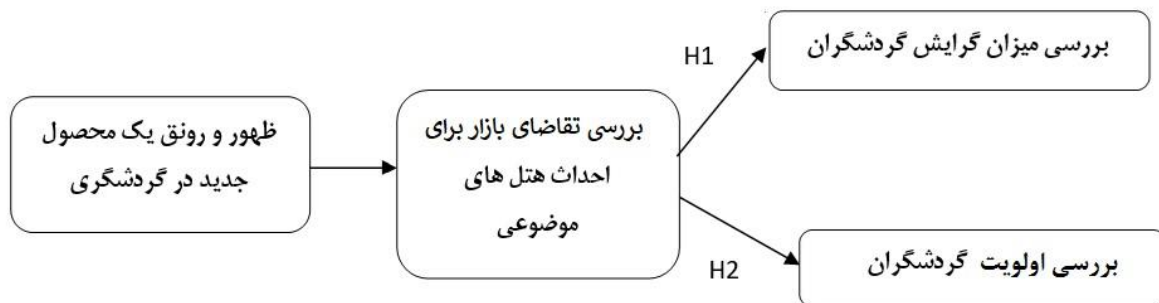 ظهور و رونق یک محصول
جدید در گردشگری
بررسی تقاضای بازار برای
احداث هتل های
موضوعی
H1
بررسی میزان گرایش گردشگران
H2
بررسی اولویت گردشگران